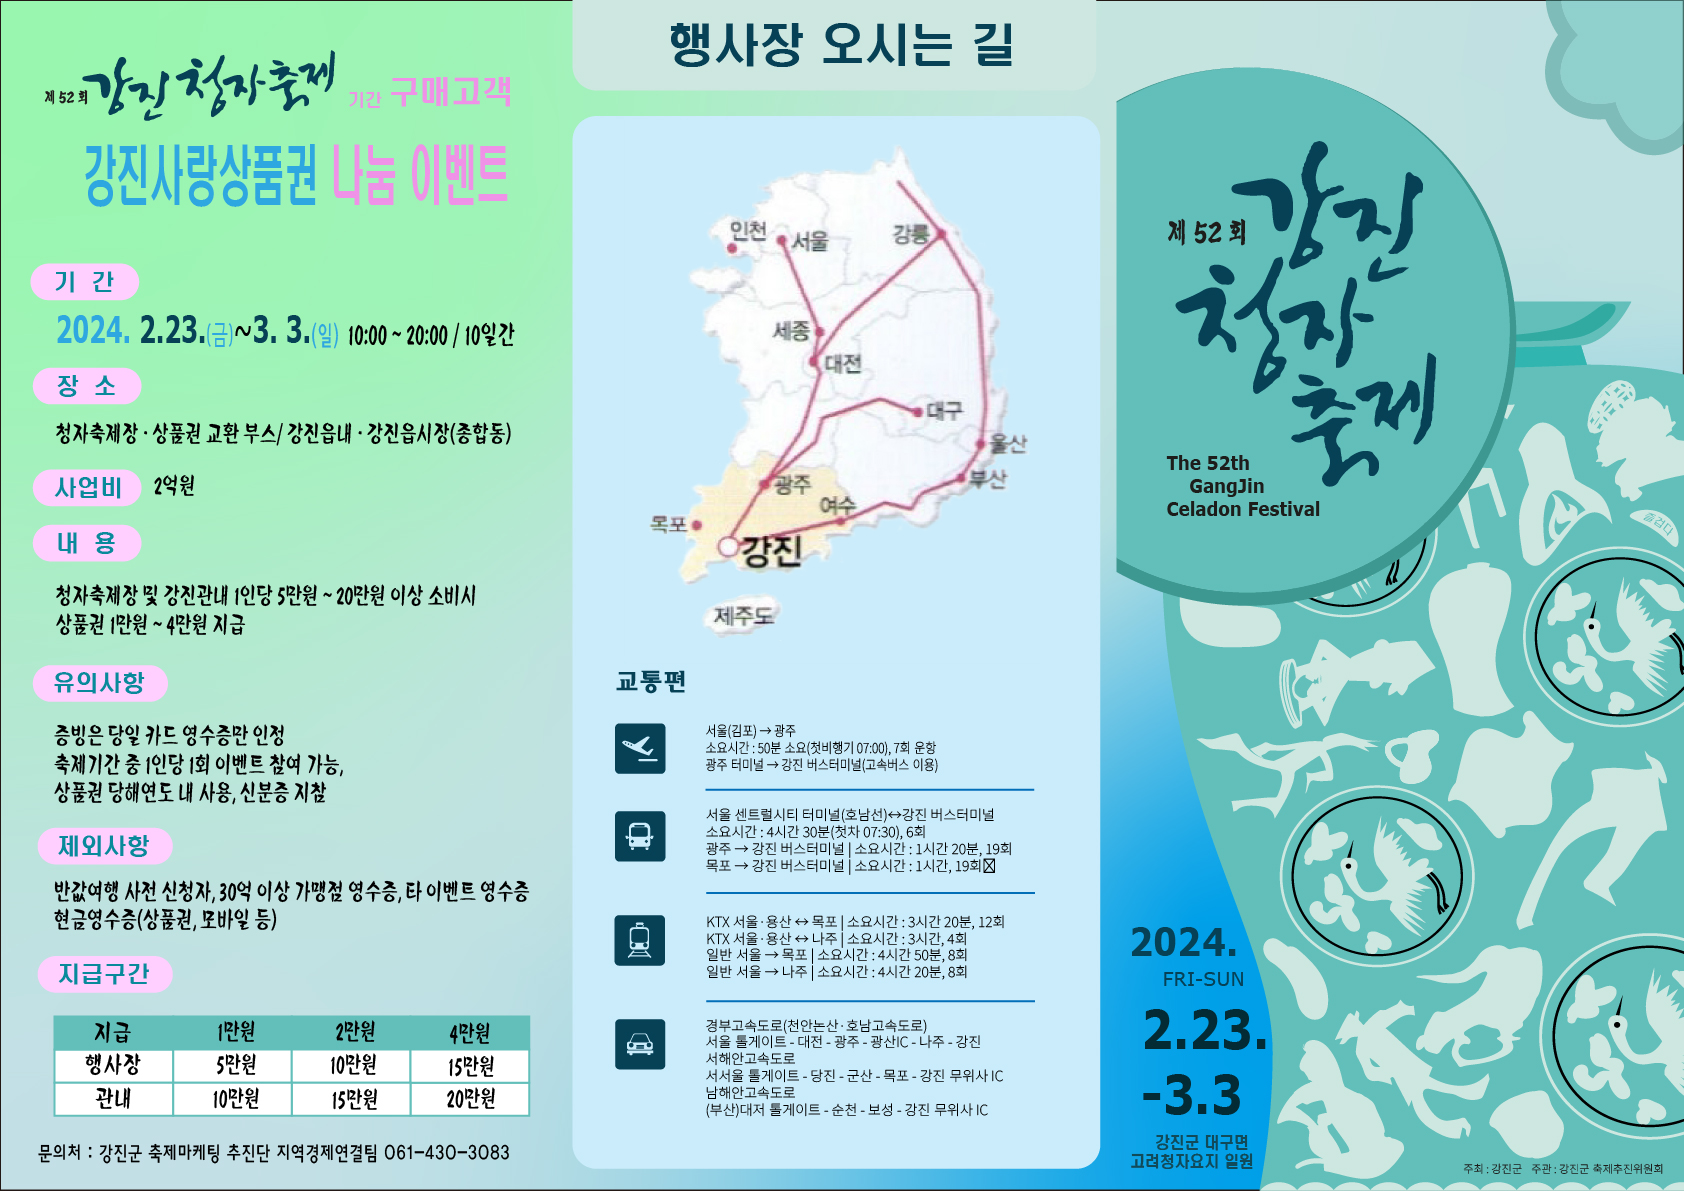 제 52 회 강진 청자 축제 기간 구매고객
강진사랑상품권 나눔 이벤트
기 간
2024. 2.23.(금)~3. 3.(일) 10:00 ~ 20:00 / 10일간
장 소
청자축제장 · 상품권 교환 부스/ 강진읍내 · 강진읍시장(종합동)
사업비 2억원
내 용
청자축제장 및 강진관내 1인당 5만원 ~ 20만원 이상 소비시
상품권 1만원 ~ 4만원 지급
유의사항
증빙은 당일 카드 영수증만 인정
축제기간 중 1인당 1회 이벤트 참여 가능,
상품권 당해연도 내 사용, 신분증 지참
제외사항
반값여행 사전 신청자, 30억 이상 가맹점 영수증, 타 이벤트 영수증
현금영수증(상품권, 모바일 등)
지급구간
지급 1만원 2만원 4만원
행사장 5만원 10만원 15만원
관내 10만원 15만원 20만원
문의처 : 강진군 축제마케팅 추진단 지역경제연결팀 061-430-3083
행사장 오시는 길
인천
서울
강릉
세종
대전
대구
울산
부산
광주
여수
목포
강진
제주도
교통편
서울(김포) → 광주
소요시간 : 50분 소요(첫비행기 07:00), 7회 운항
광주 터미널 → 강진 버스터미널(고속버스 이용)
서울 센트럴시티 터미널(호남선)↔강진 버스터미널
소요시간 : 4시간 30분(첫차 07:30), 6회
광주 → 강진 버스터미널 | 소요시간 : 1시간 20분, 19회
목포 → 강진 버스터미널 | 소요시간 : 1시간, 19회
KTX 서울·용산 ↔ 목포 | 소요시간 : 3시간 20분, 12회
KTX 서울·용산 ↔ 나주 | 소요시간 : 3시간, 4회
일반 서울 → 목포 | 소요시간 : 4시간 50분, 8회
일반 서울 → 나주 | 소요시간 : 4시간 20분, 8회
경부고속도로(천안논산·호남고속도로)
서울 톨게이트 - 대전 - 광주 - 광산IC - 나주 - 강진
서해안고속도로
서서울 톨게이트 - 당진 - 군산 - 목포 - 강진 무위사 IC
남해안고속도로
(부산)대저 톨게이트 - 순천 - 보성 - 강진 무위사 IC
제 52 회 강진
청자
축제
The 52th
GangJin
Celadon Festival
즐겁다
2024.
FRI-SUN
2.23.
-3.3
강진군 대구면
고려청자요지 일원
주최 : 강진군 주관 : 강진군 축제추진위원회